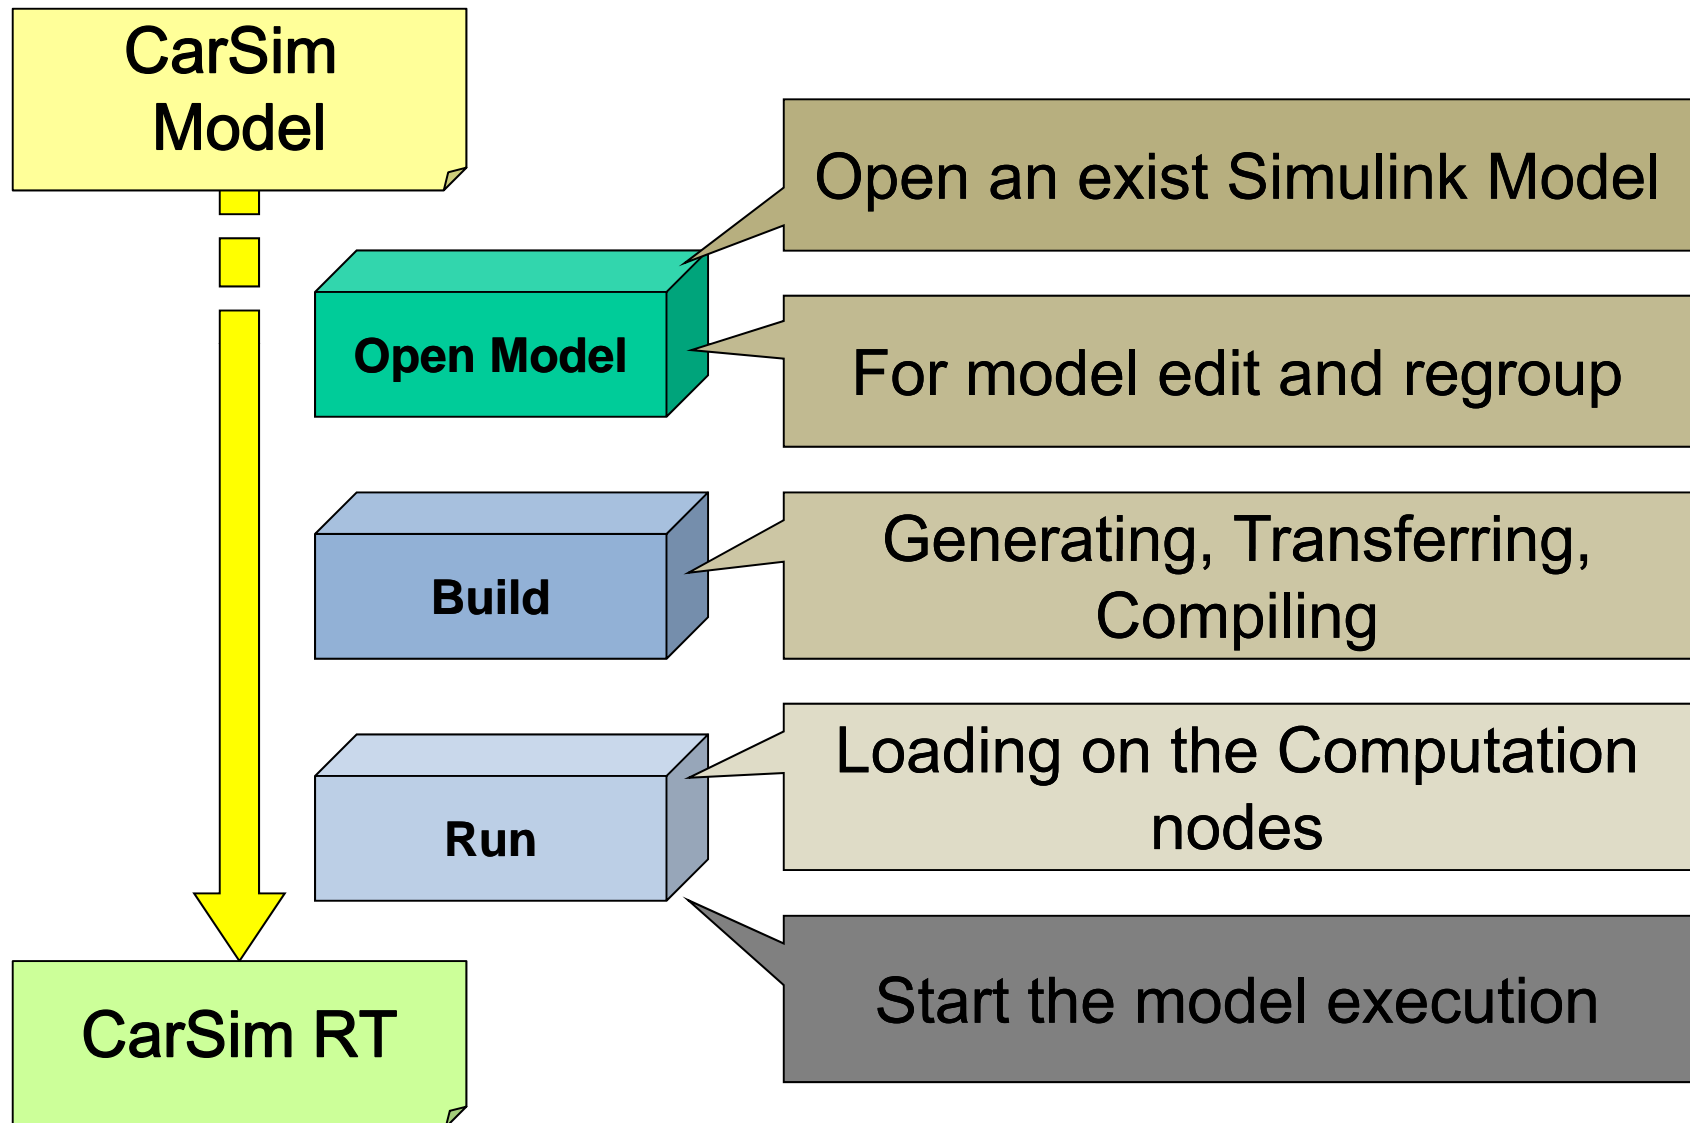 CarSim
Model
Open an exist Simulink Model
Open Model
For model edit and regroup
Build
Generating, Transferring,
Compiling
Run
Loading on the Computation
nodes
Start the model execution
CarSim RT